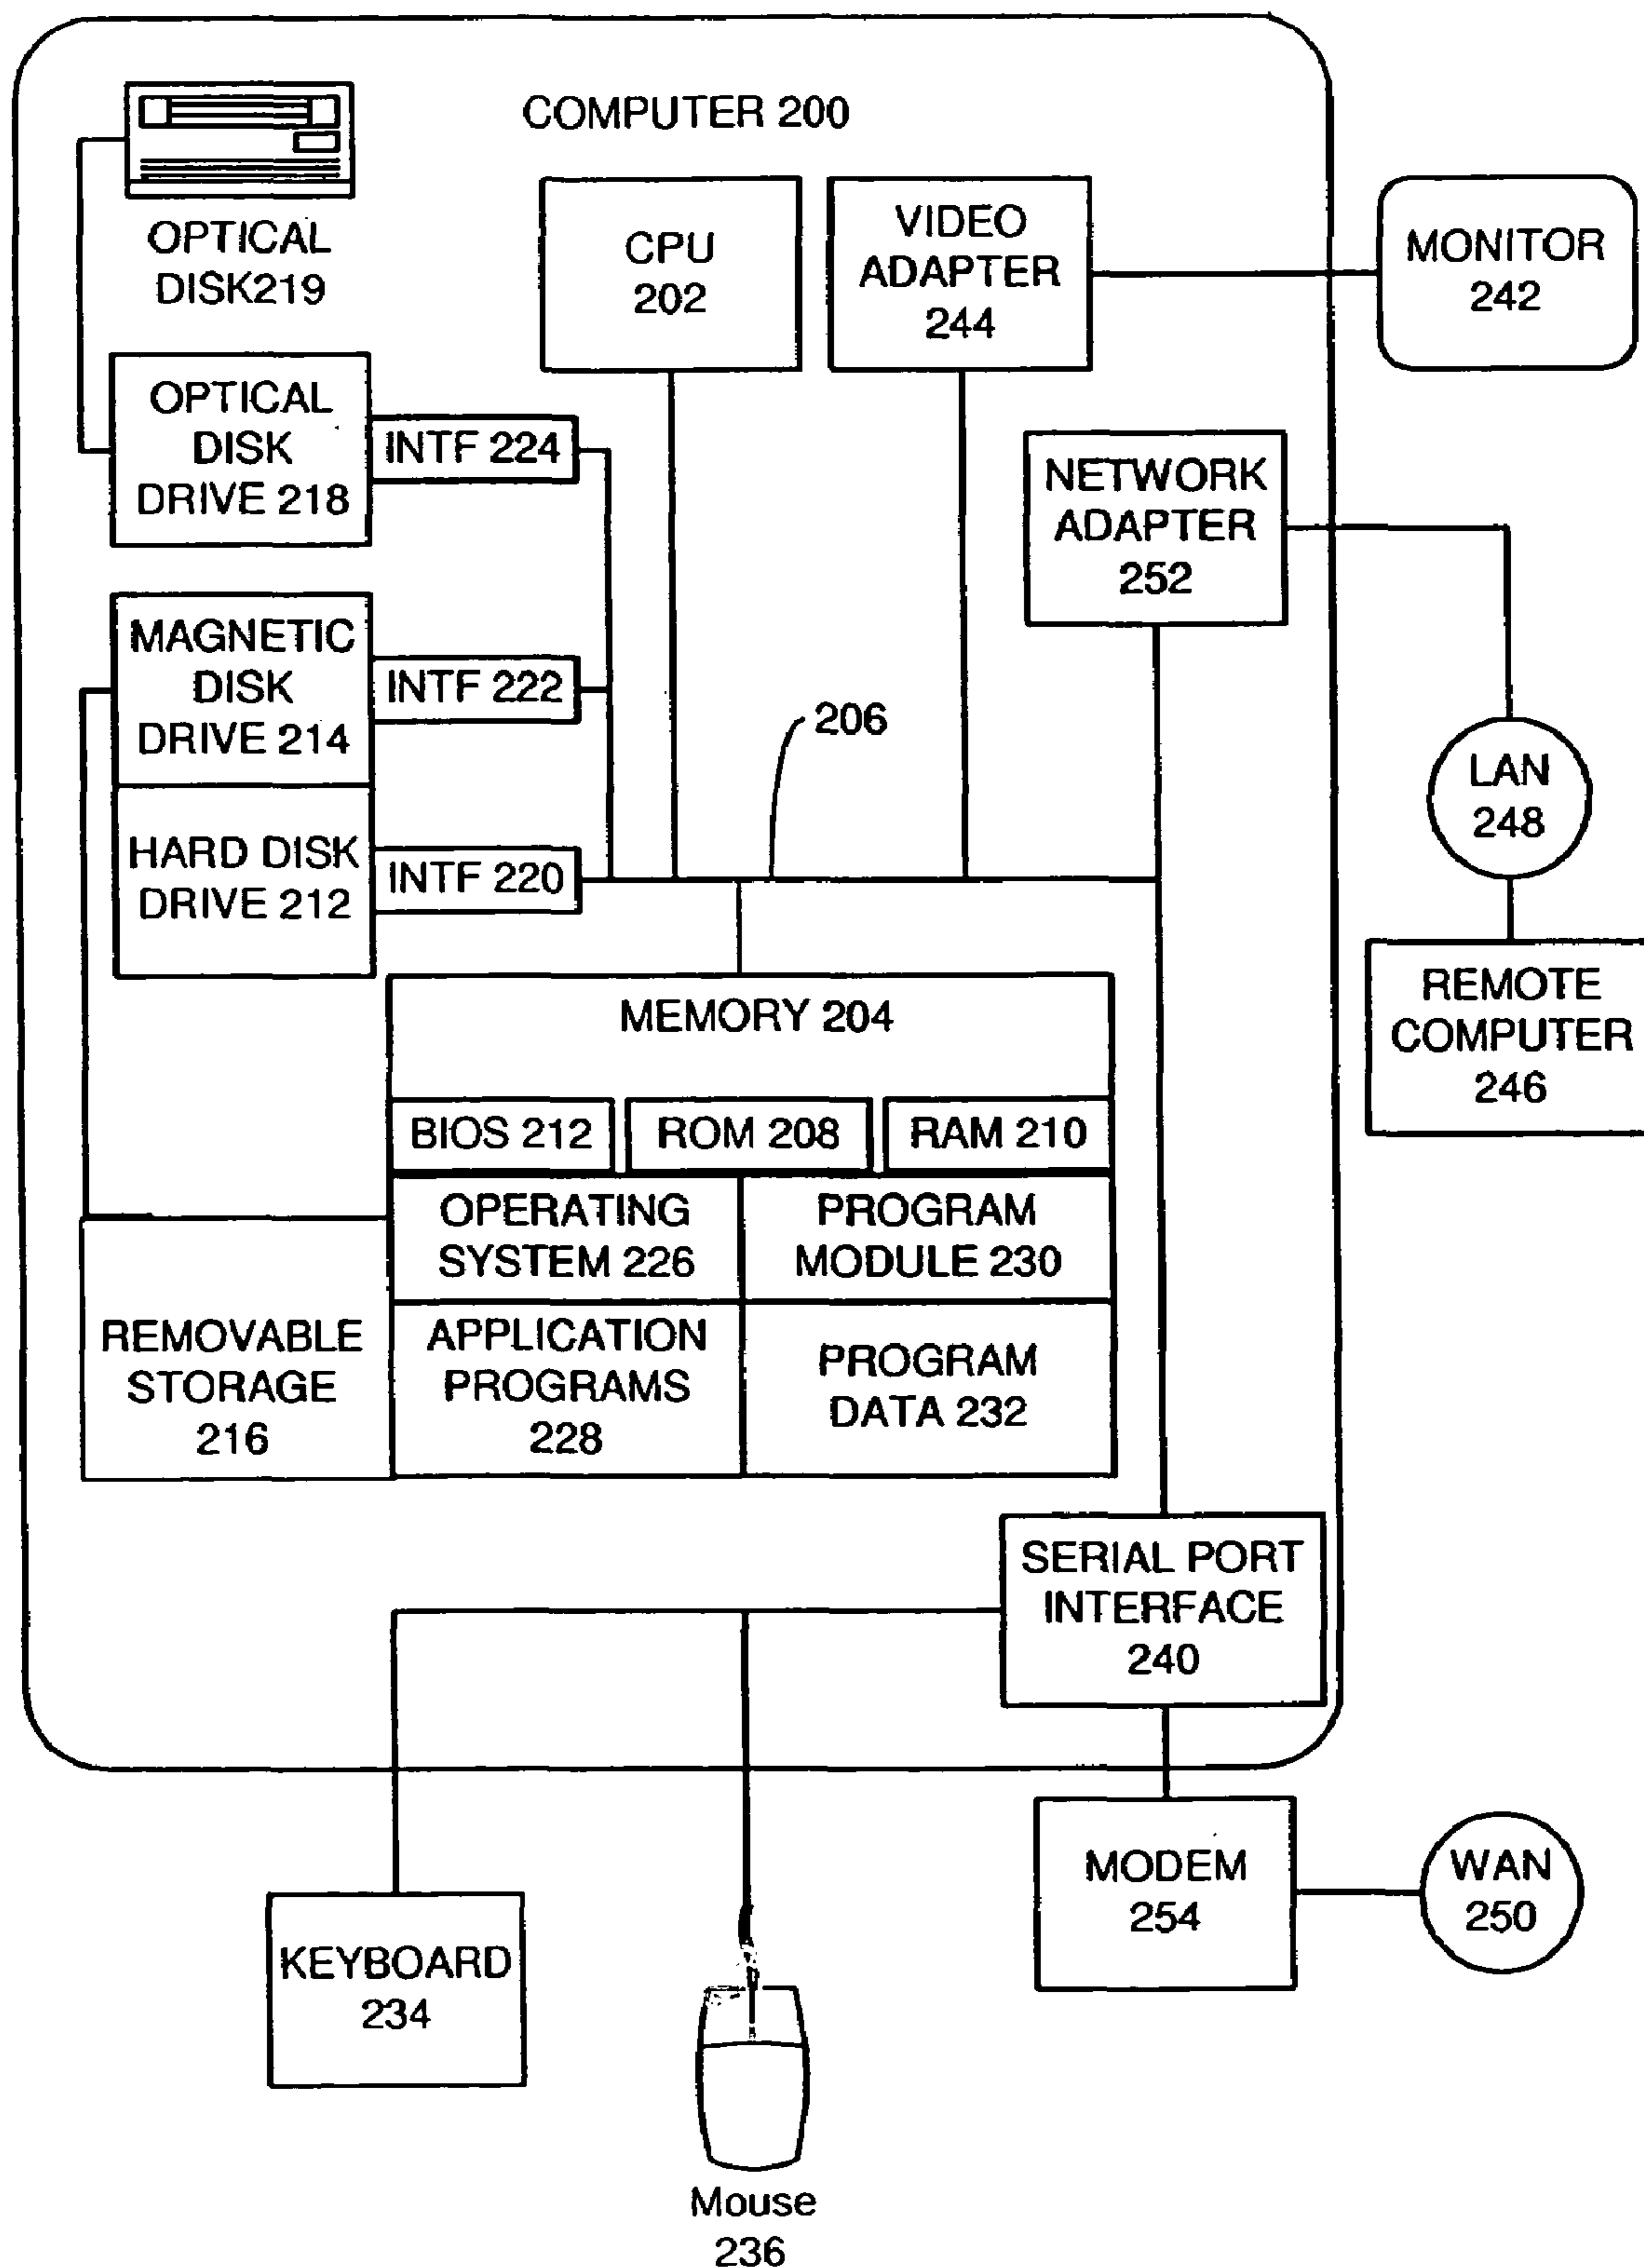 COMPUTER 200
OPTICAL
DISK219
CPU
202
VIDEO
ADAPTER
244
MONITOR
242
OPTICAL
DISK
DRIVE 218
INTF 224
NETWORK
ADAPTER
252
MAGNETIC
DISK
DRIVE 214
INTF 222
206
LAN
248
HARD DISK
DRIVE 212
INTF 220
REMOTE
COMPUTER
246
MEMORY 204
BIOS 212
ROM 208
RAM 210
OPERATING
SYSTEM 226
PROGRAM
MODULE 230
REMOVABLE
STORAGE
216
APPLICATION
PROGRAMS
228
PROGRAM
DATA 232
SERIAL PORT
INTERFACE
240
MODEM
254
WAN
250
KEYBOARD
234
Mouse
236